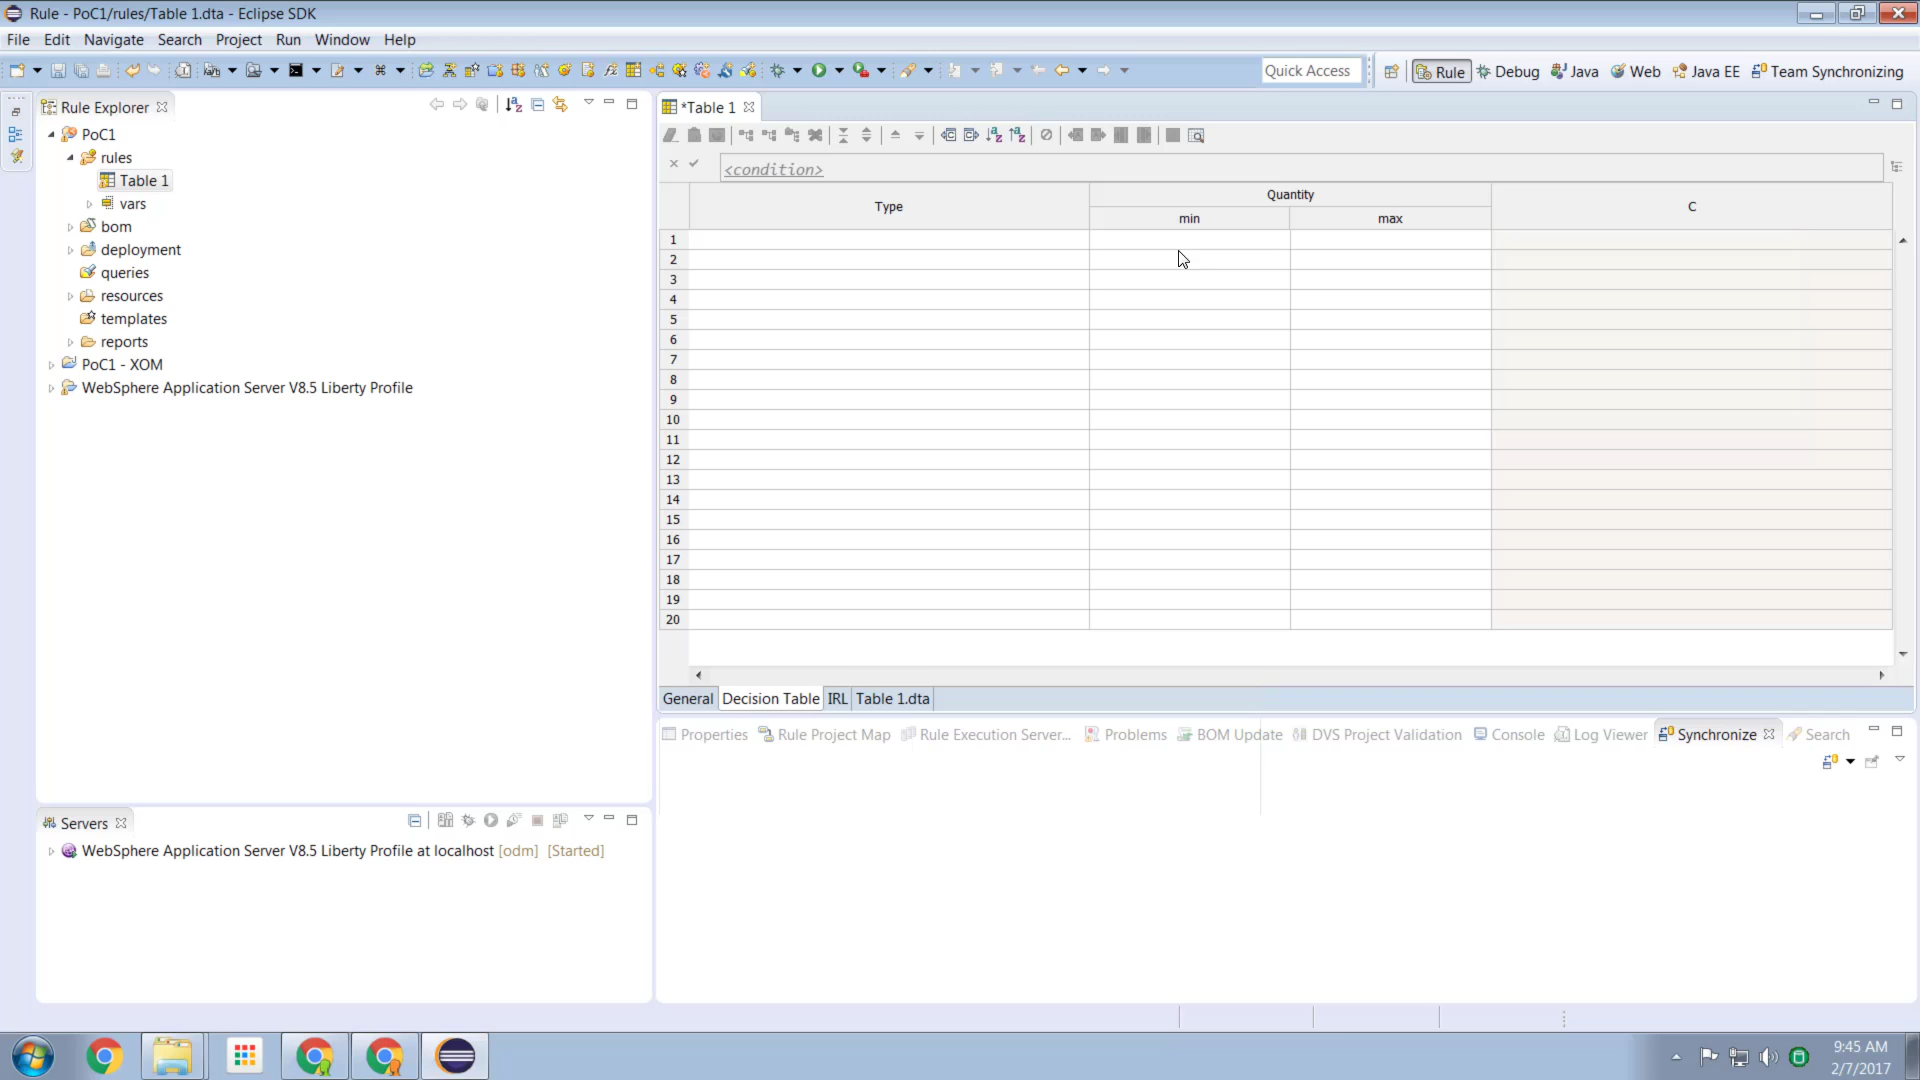 Rule - PoC1/rules/Table 1.dta - Eclipse SDK
File Edit Navigate Search Project Run Window Help
Quick Access Rule Debug Java Web Java EE Team Synchronizing
Rule Explorer
PoC1
rules
Table 1
vars
bom
deployment
queries
resources
templates
reports
PoC1 - XOM
WebSphere Application Server V8.5 Liberty Profile
*Table 1
<condition>
Type Quantity C
min max
1
2
3
4
5
6
7
8
9
10
11
12
13
14
15
16
17
18
19
20
General Decision Table IRL Table 1.dta
Properties Rule Project Map Rule Execution Server... Problems BOM Update DVS Project Validation Console Log Viewer Synchronize Search
Servers
WebSphere Application Server V8.5 Liberty Profile at localhost [odm] [Started]
9:45 AM
2/7/2017